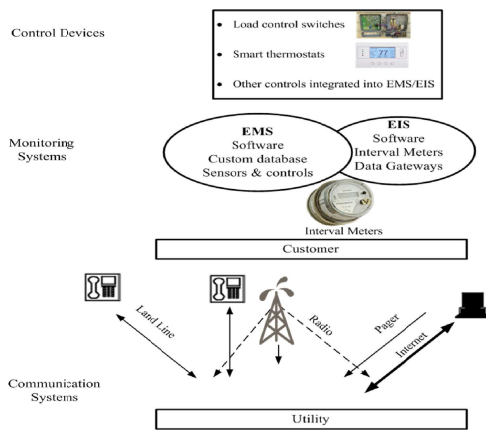 Control Devices
• Load control switches
• Smart thermostats
• Other controls integrated into EMS/EIS
Monitoring
Systems
EMS
Software
Custom database
Sensors & controls
EIS
Software
Interval Meters
Data Gateways
Interval Meters
Customer
Land Line
Radio
Pager
Internet
Communication
Systems
Utility